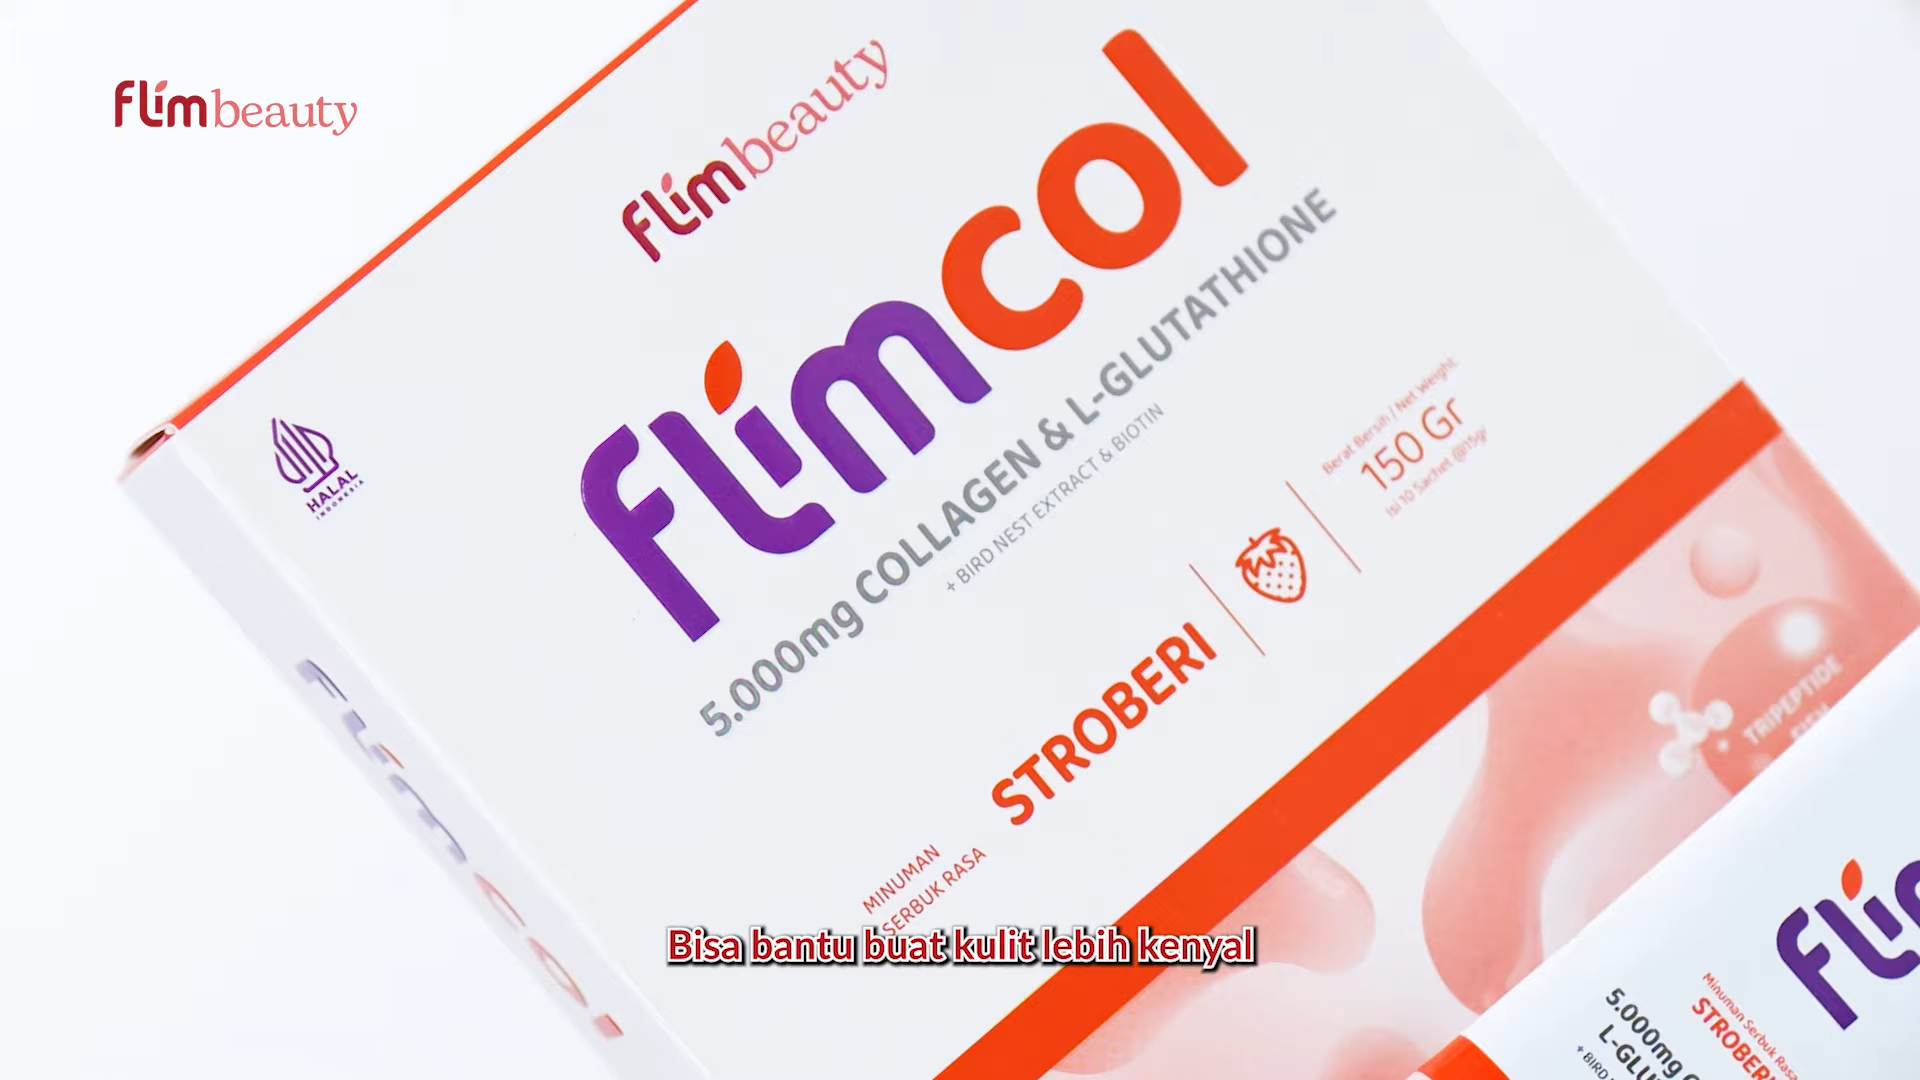 Flimbeauty
Flimbeauty
Flimcol
5.000mg COLLAGEN & L-GLUTATHIONE
+ BIRD NEST EXTRACT & BIOTIN
Berat Bersih / Net Weight
150 Gr
Isi 10 Sachet @15gr
MINUMAN
SERBUK RASA
STROBERI
HALAL
INDONESIA
Flimcol
TRIPEPTIDE
Minuman Serbuk Rasa
STROBERI
5.000mg
+ BIRD
Bisa bantu buat kulit lebih kenyal